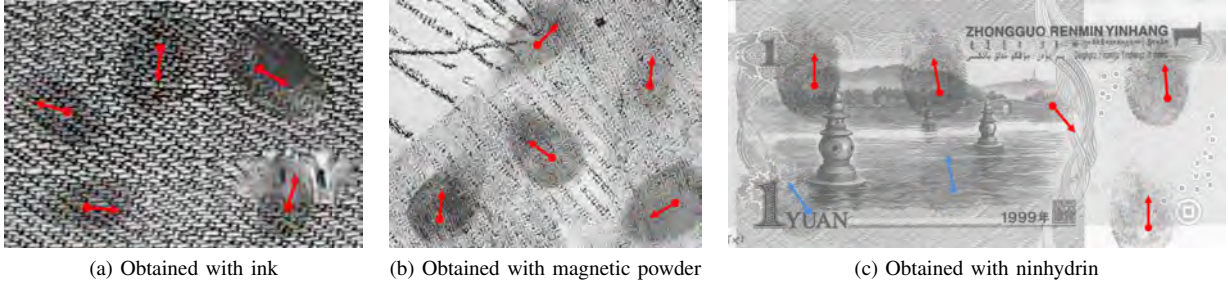 ZHONGGUO RENMIN YINHANG
1
1
1 YUAN
1999年
(a) Obtained with ink
(b) Obtained with magnetic powder
(c) Obtained with ninhydrin